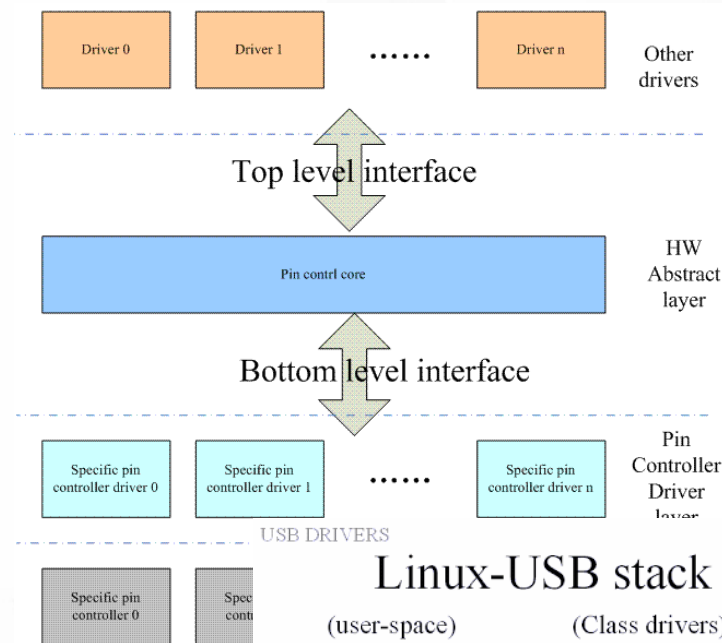 Driver 0
Driver 1
......
Driver n
Other
drivers
Top level interface
Pin contrl core
HW
Abstract
layer
Bottom level interface
Specific pin
controller driver 0
Specific pin
controller driver 1
......
Specific pin
controller driver n
Pin
Controller
Driver
layer
USB DRIVERS
Linux-USB stack
Specific pin
controller 0
(user-space)
(Class drivers)